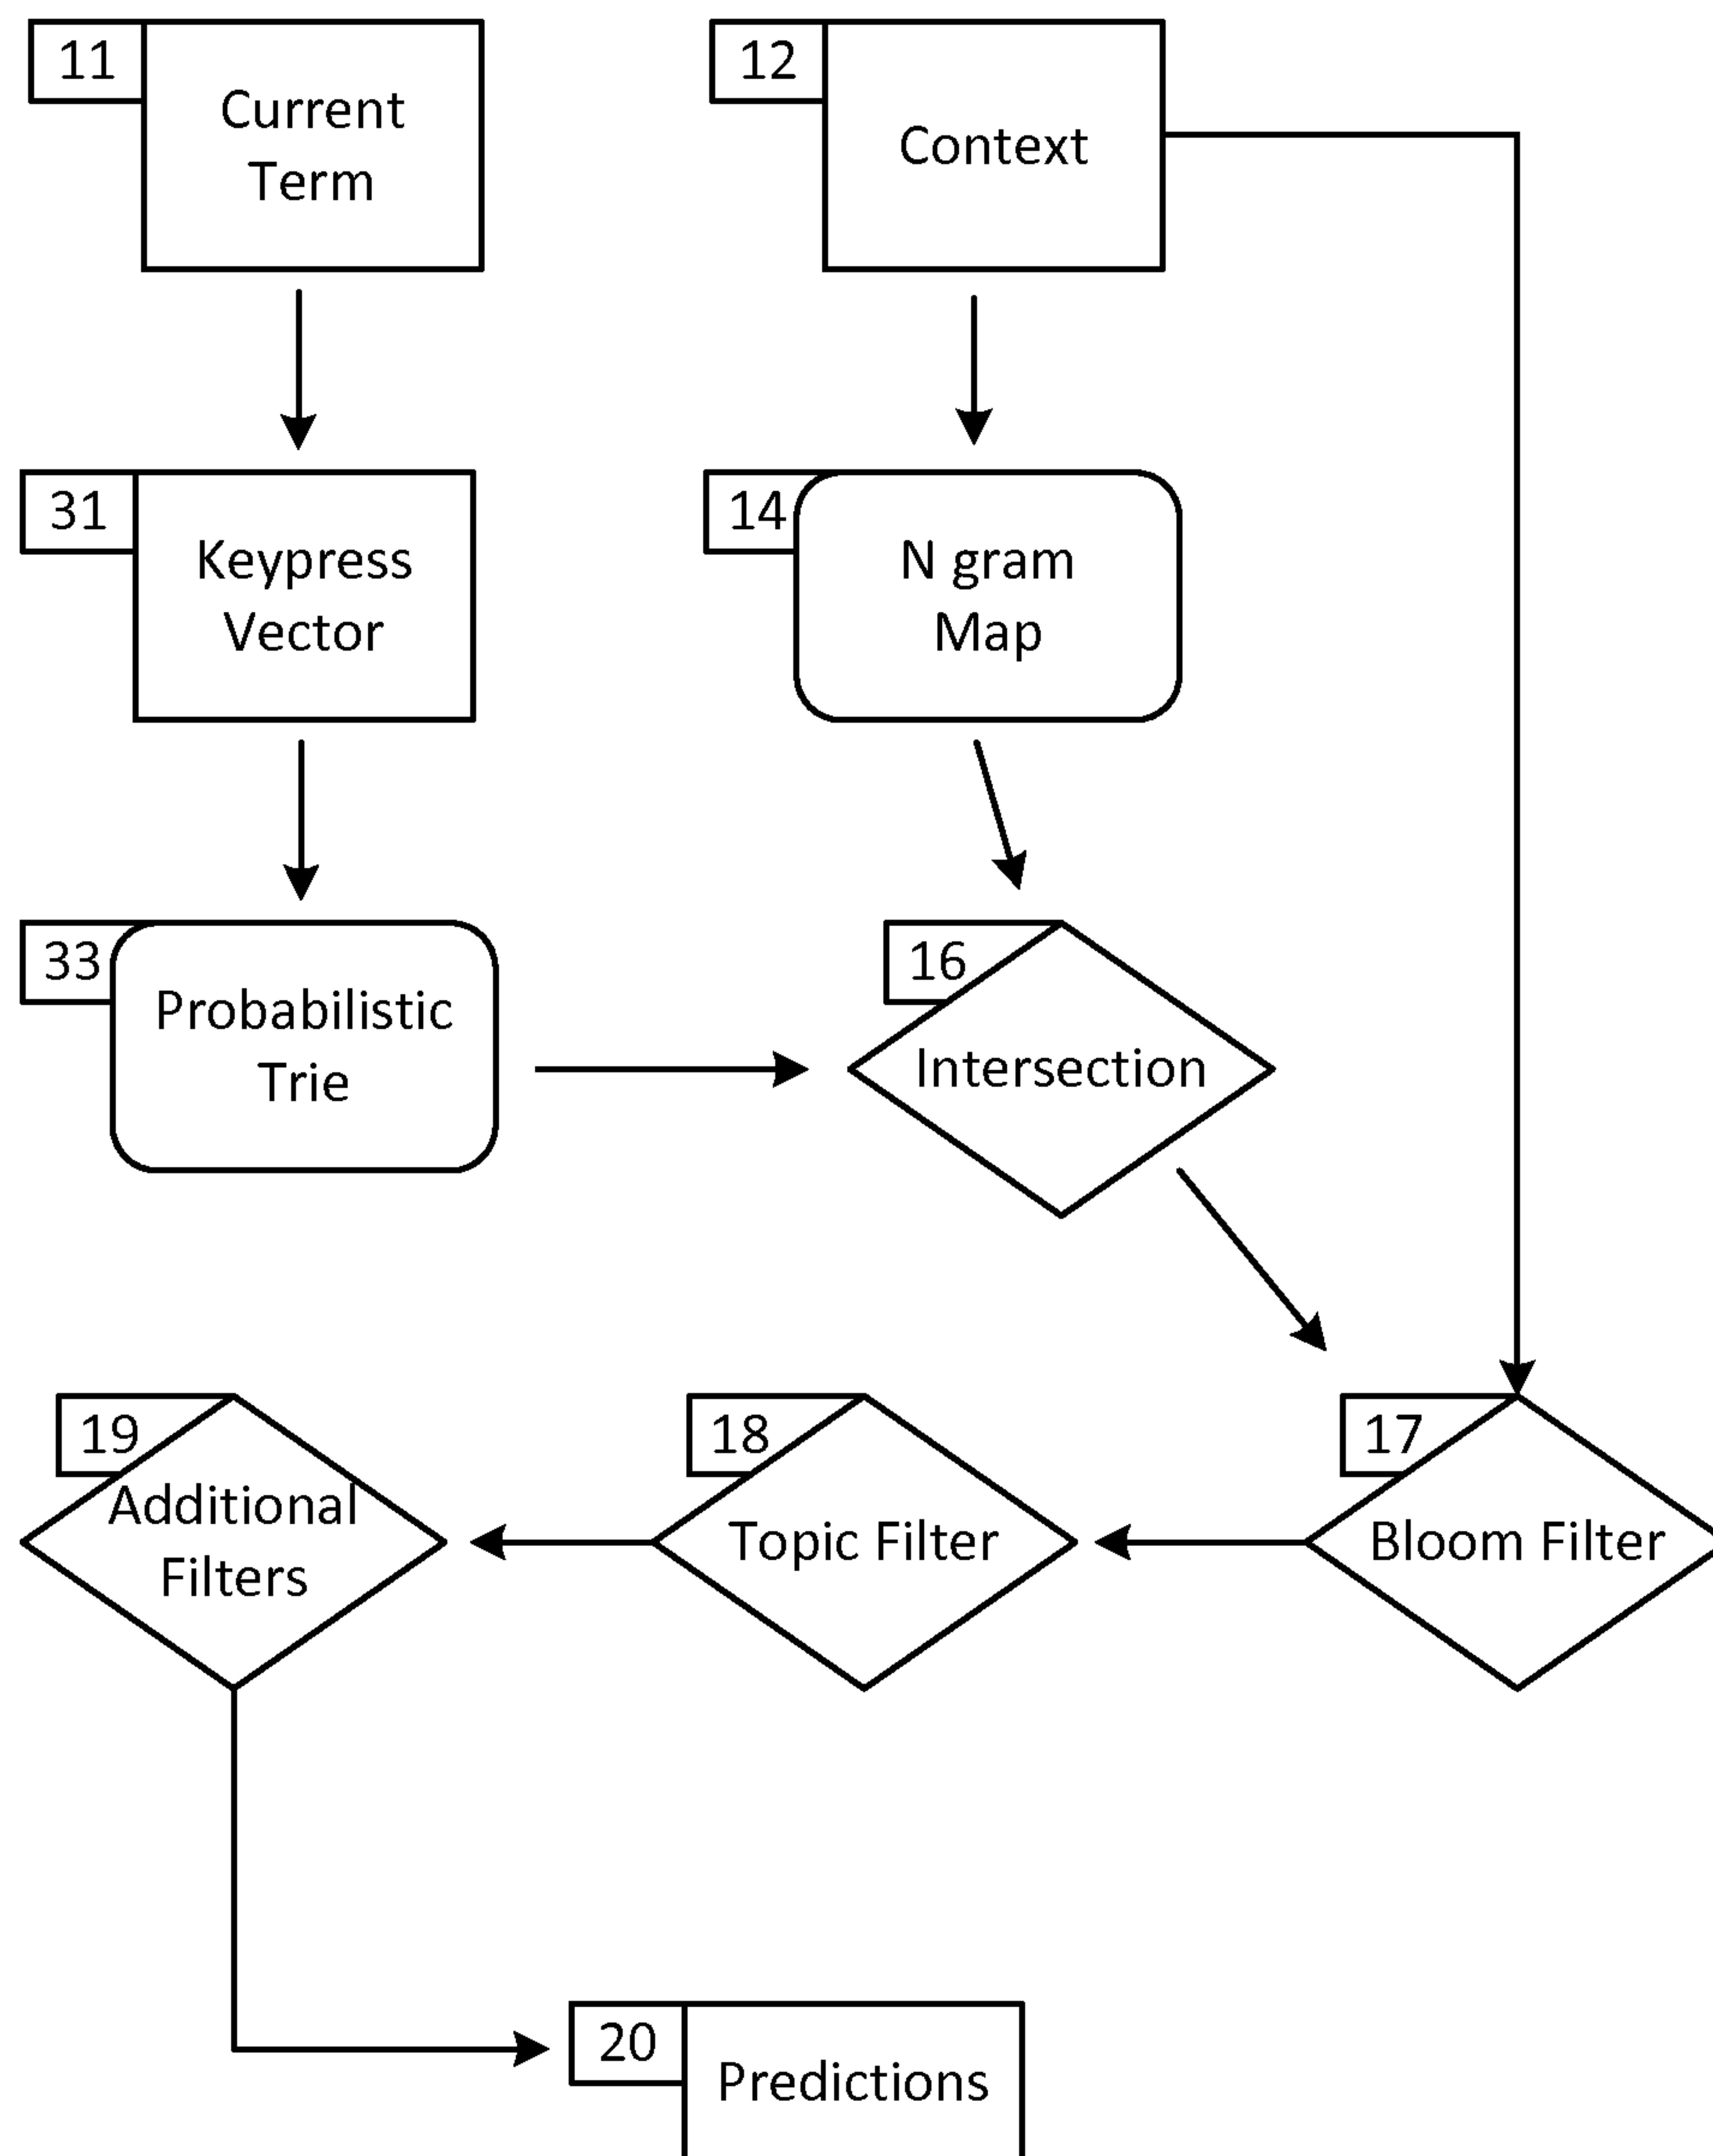 11
Current
Term
12
Context
31
Keypress
Vector
14
N gram
Map
33
Probabilistic
Trie
16
Intersection
19
Additional
Filters
18
Topic Filter
17
Bloom Filter
20
Predictions